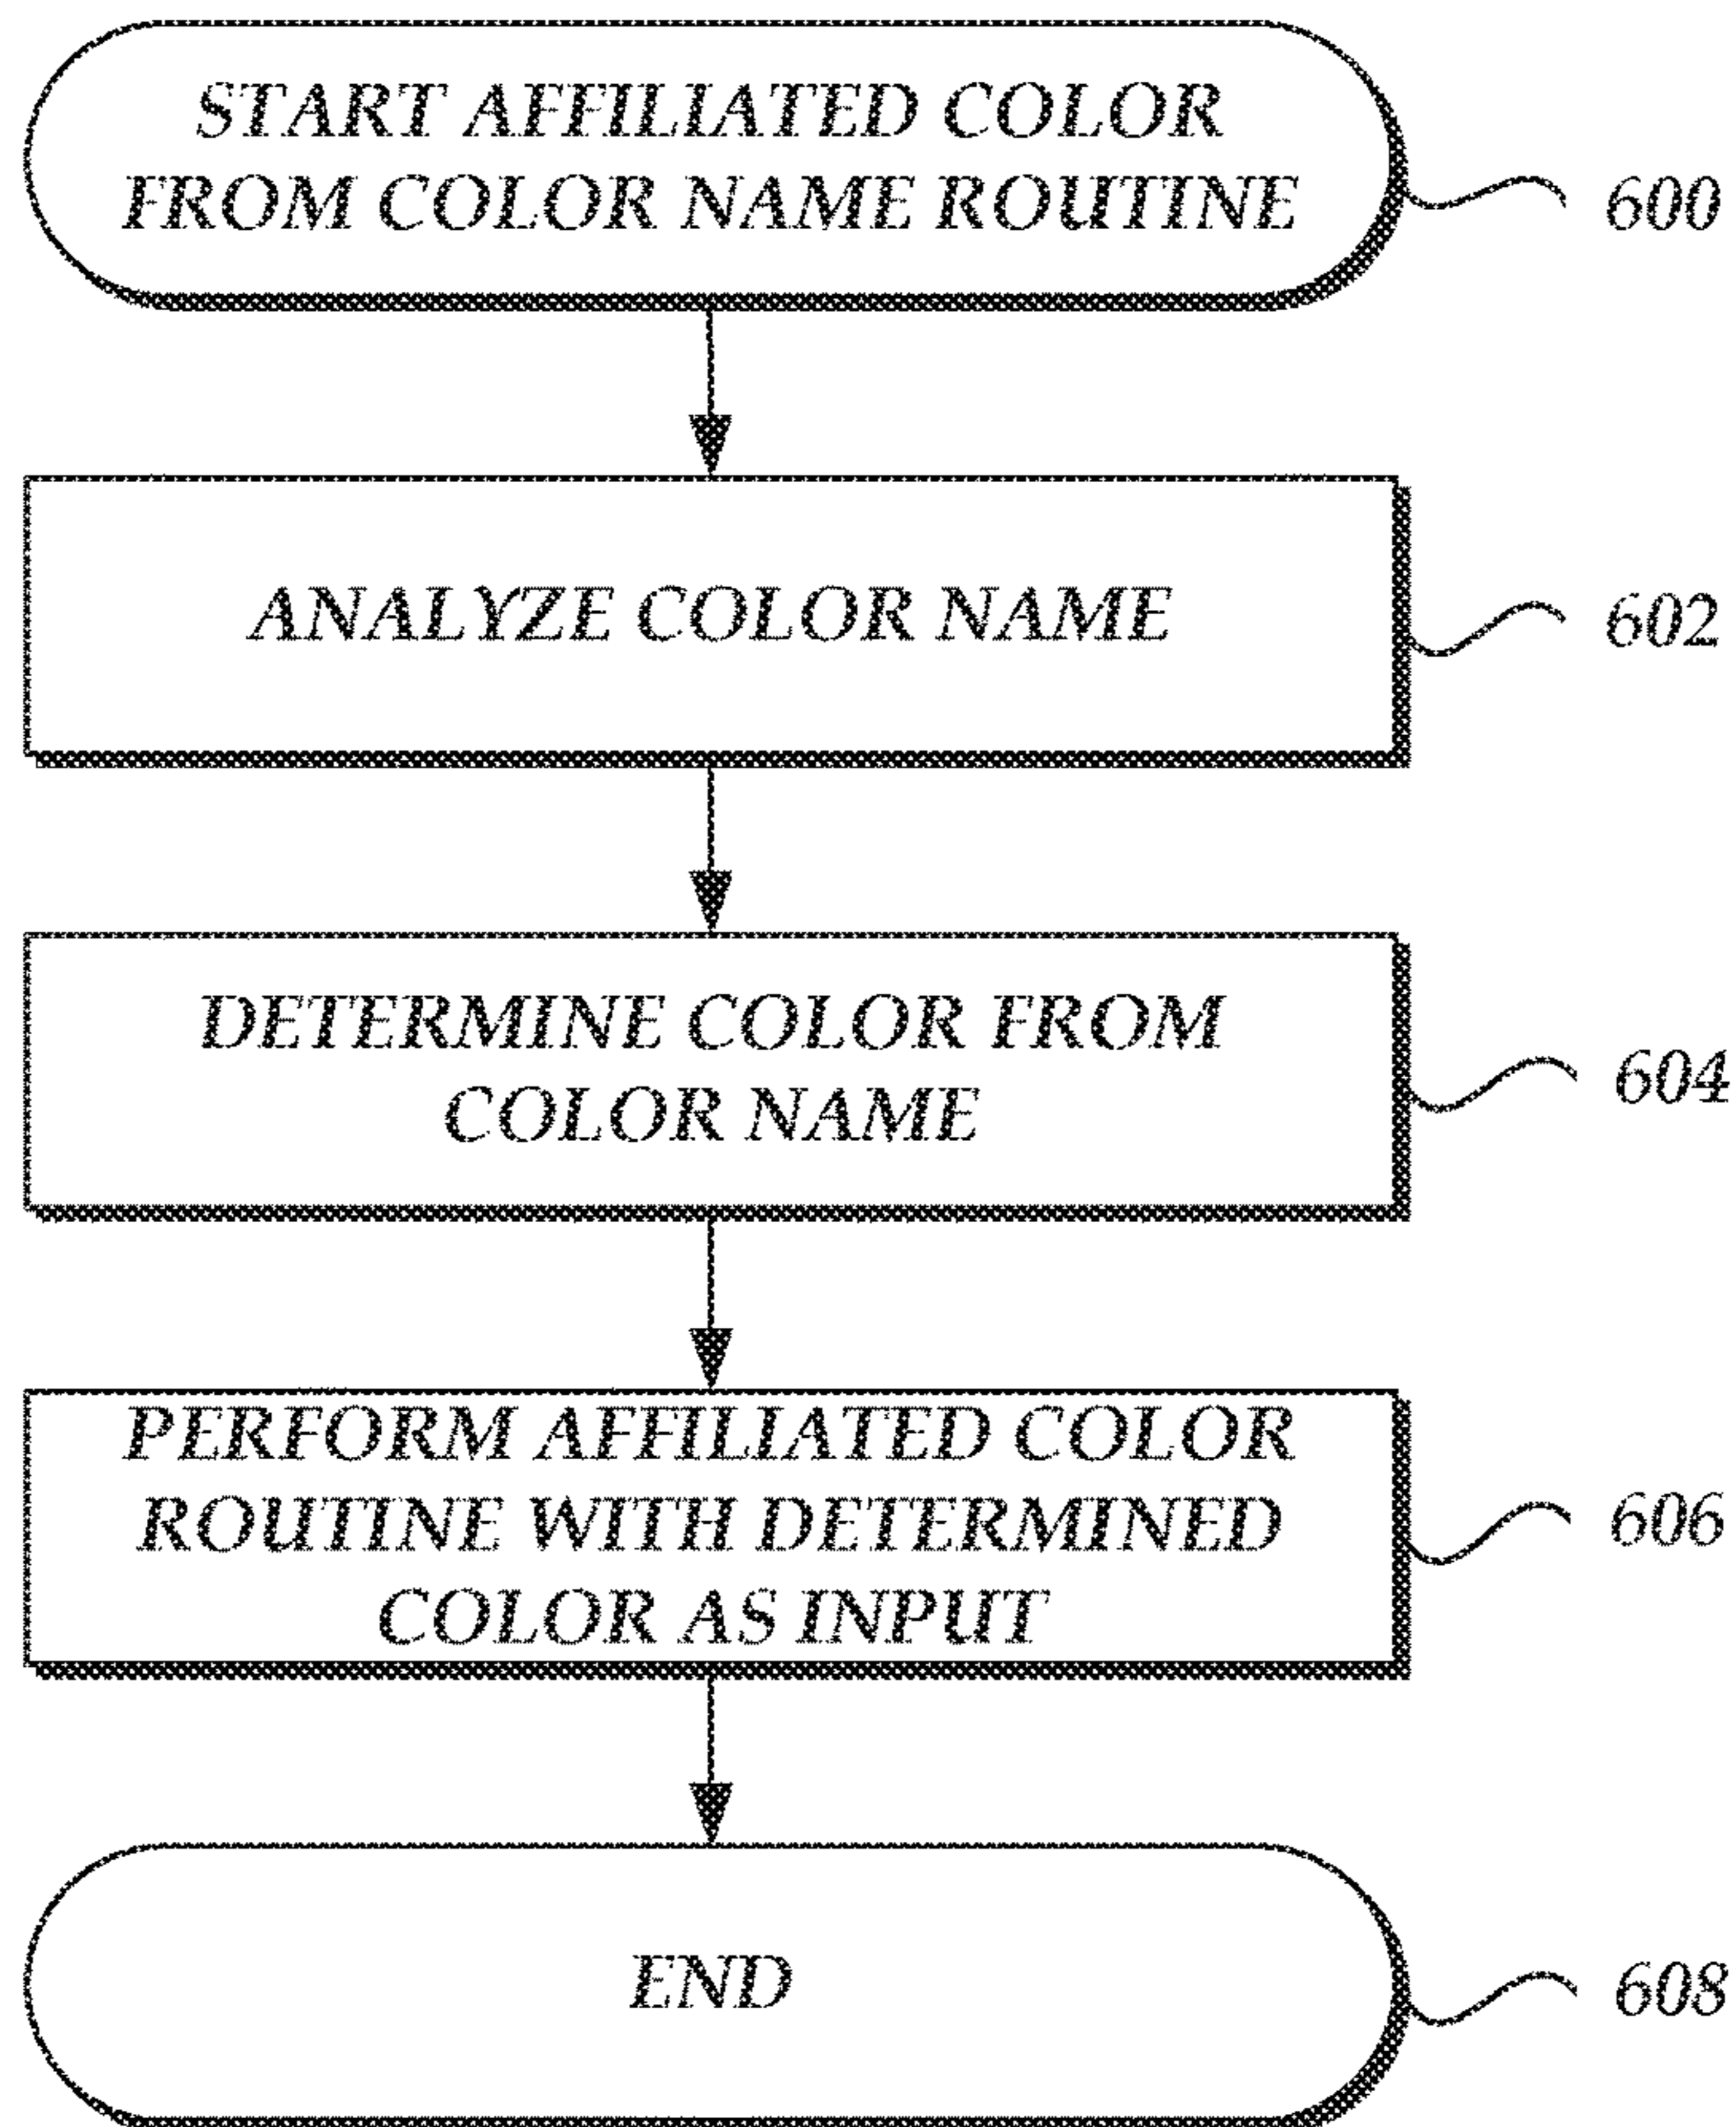 START AFFILIATED COLOR
FROM COLOR NAME ROUTINE
600
ANALYZE COLOR NAME
602
DETERMINE COLOR FROM
COLOR NAME
604
PERFORM AFFILIATED COLOR
ROUTINE WITH DETERMINED
COLOR AS INPUT
606
END
608